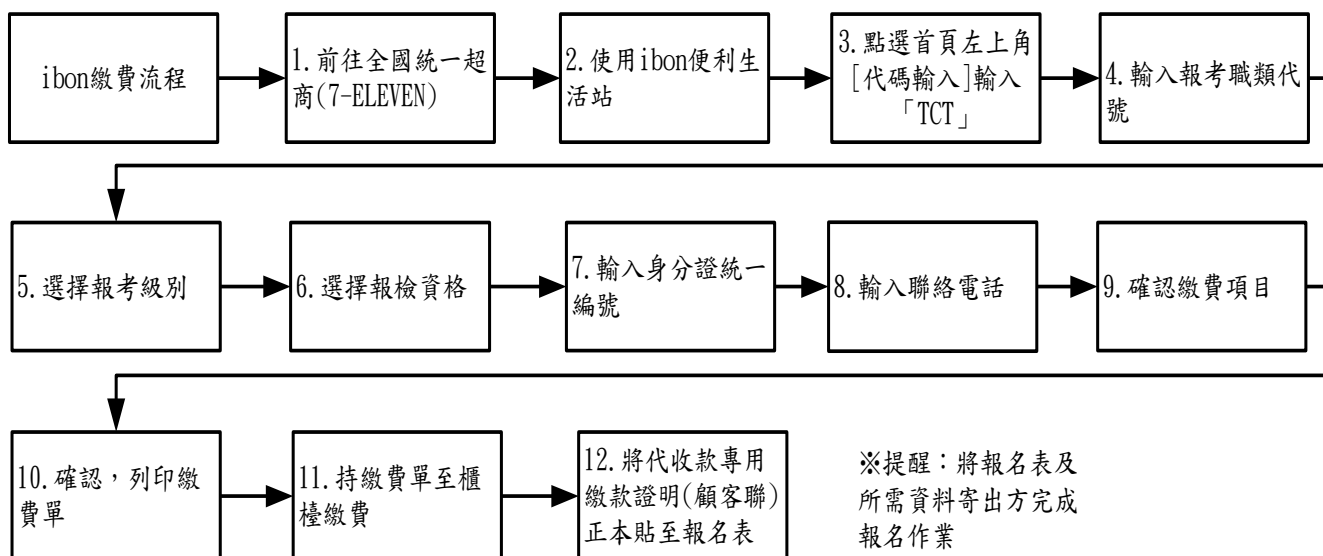 ibon繳費流程
1.前往全國統一超
商(7-ELEVEN)
2.使用ibon便利生
活站
3.點選首頁左上角
[代碼輸入]輸入
「TCT」
4.輸入報考職類代
號
5.選擇報考級別
6.選擇報檢資格
7.輸入身分證統一
編號
8.輸入聯絡電話
9.確認繳費項目
10.確認，列印繳
費單
11.持繳費單至櫃
檯繳費
12.將代收款專用
繳款證明(顧客聯)
正本貼至報名表
※提醒：將報名表及
所需資料寄出方完成
報名作業